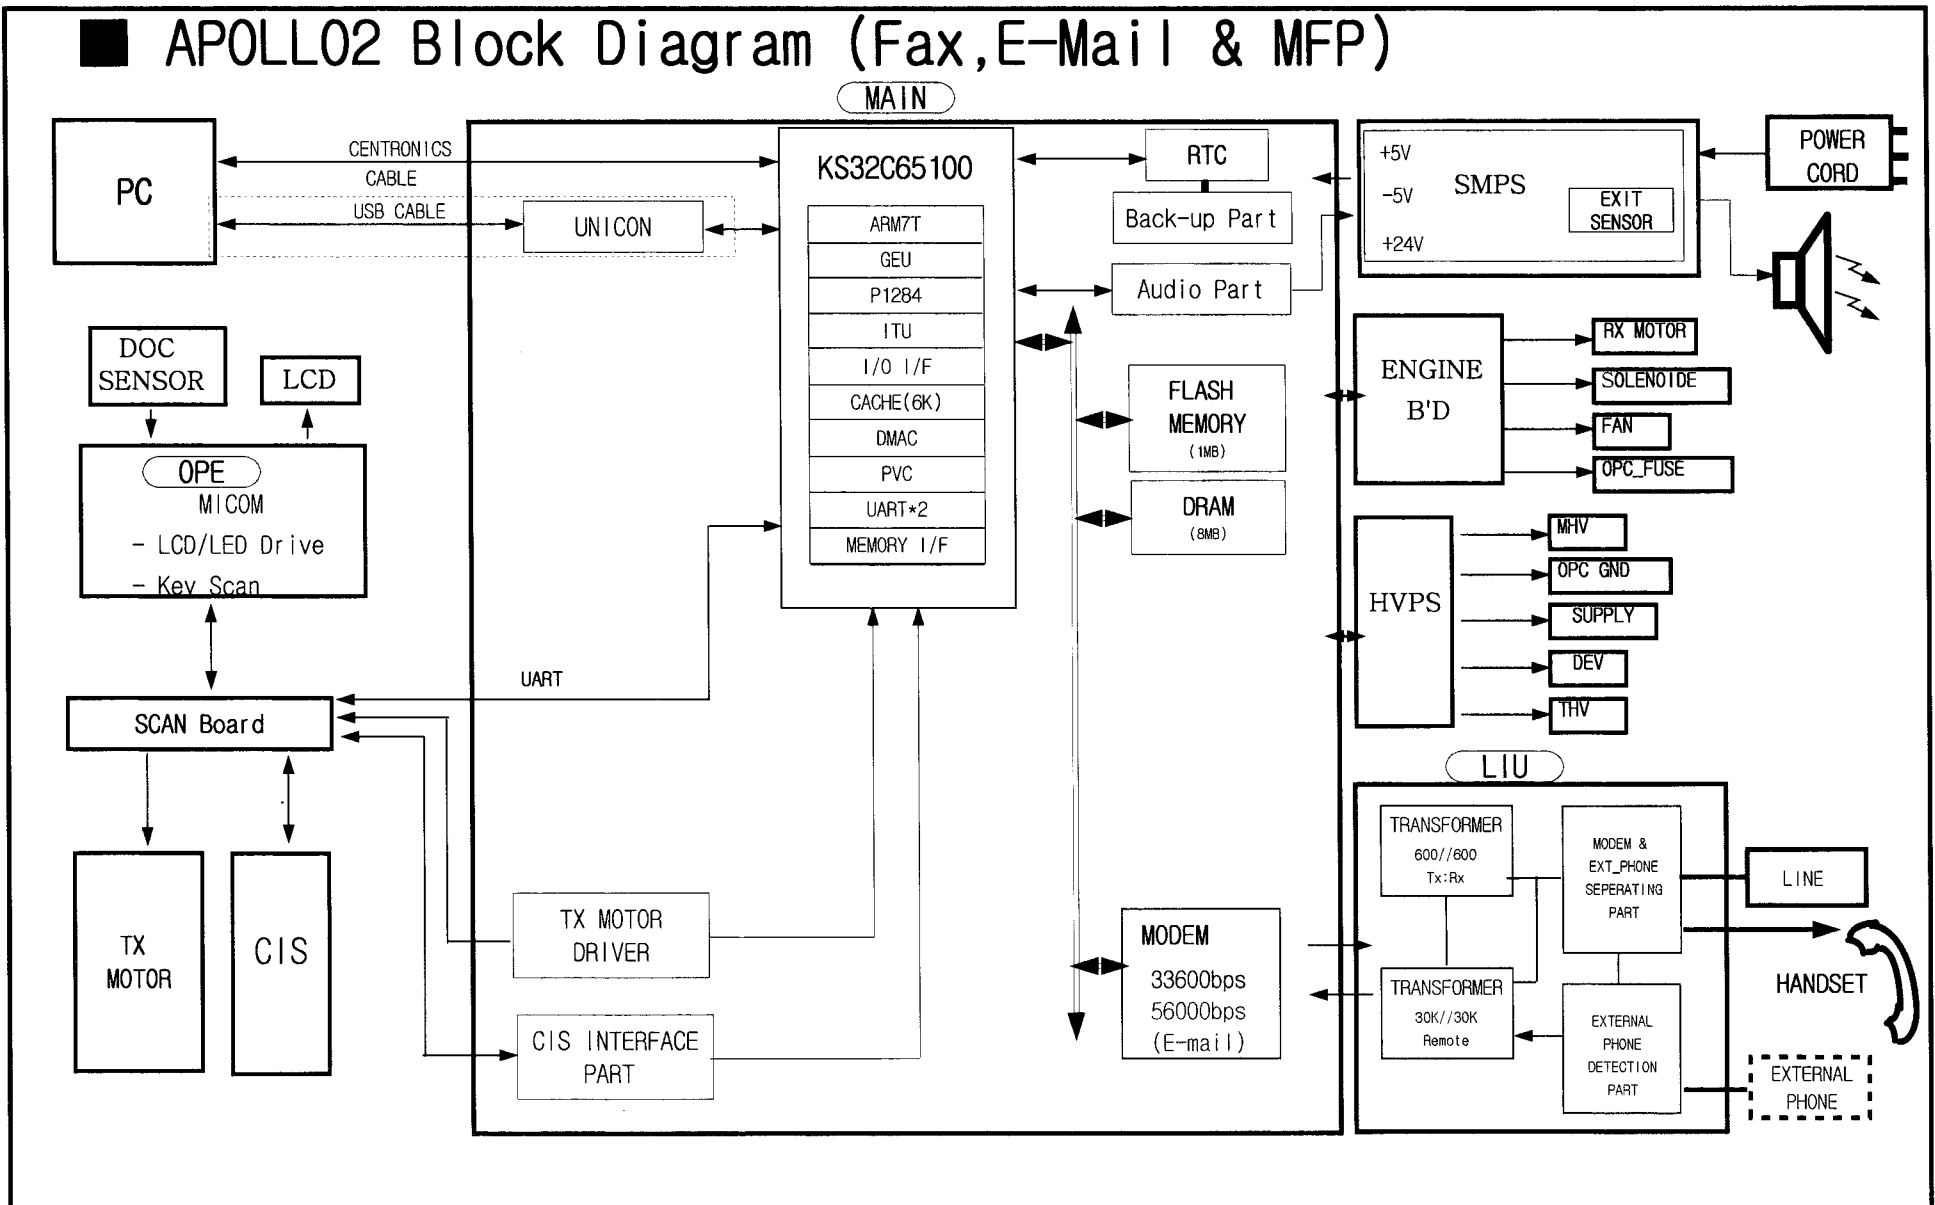 ■ APOLLO2 Block Diagram (Fax,E-Mail & MFP)
MAIN
PC
CENTRONICS
CABLE
USB CABLE
UNICON
KS32C65100
ARM7T
GEU
P1284
ITU
I/O I/F
CACHE(6K)
DMAC
PVC
UART*2
MEMORY I/F
RTC
Back-up Part
Audio Part
FLASH
MEMORY
(1MB)
DRAM
(8MB)
+5V
-5V
+24V
SMPS
EXIT
SENSOR
POWER
CORD
DOC
SENSOR
LCD
OPE
MICOM
- LCD/LED Drive
- Key Scan
ENGINE
B'D
RX MOTOR
SOLENOIDE
FAN
OPC_FUSE
HVPS
MHV
OPC GND
SUPPLY
DEV
THV
UART
SCAN Board
TX
MOTOR
CIS
TX MOTOR
DRIVER
CIS INTERFACE
PART
MODEM
33600bps
56000bps
(E-mail)
LIU
TRANSFORMER
600//600
Tx:Rx
MODEM &
EXT_PHONE
SEPERATING
PART
TRANSFORMER
30K//30K
Remote
EXTERNAL
PHONE
DETECTION
PART
LINE
HANDSET
EXTERNAL
PHONE